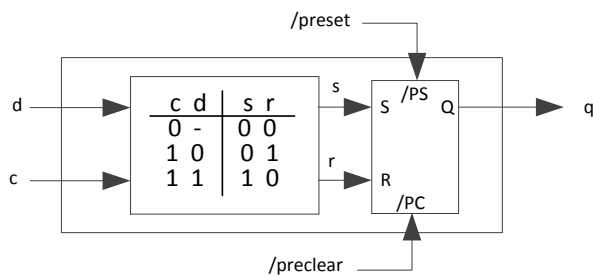 /preset
s
c d s r
/PS
d
S Q q
0 - 0 0
1 0 0 1
r
c
1 1 1 0
R
/PC
/preclear